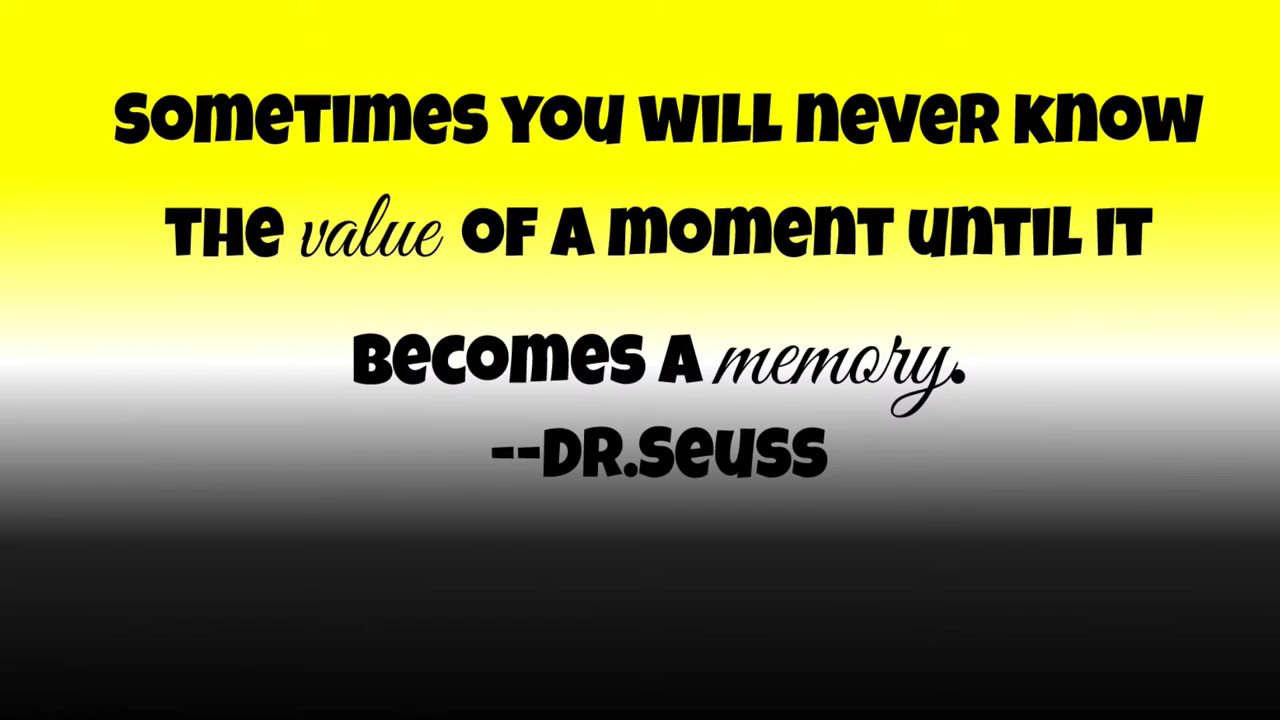 Sometimes you will never know
the value of a moment until it
becomes a memory.
--Dr.Seuss